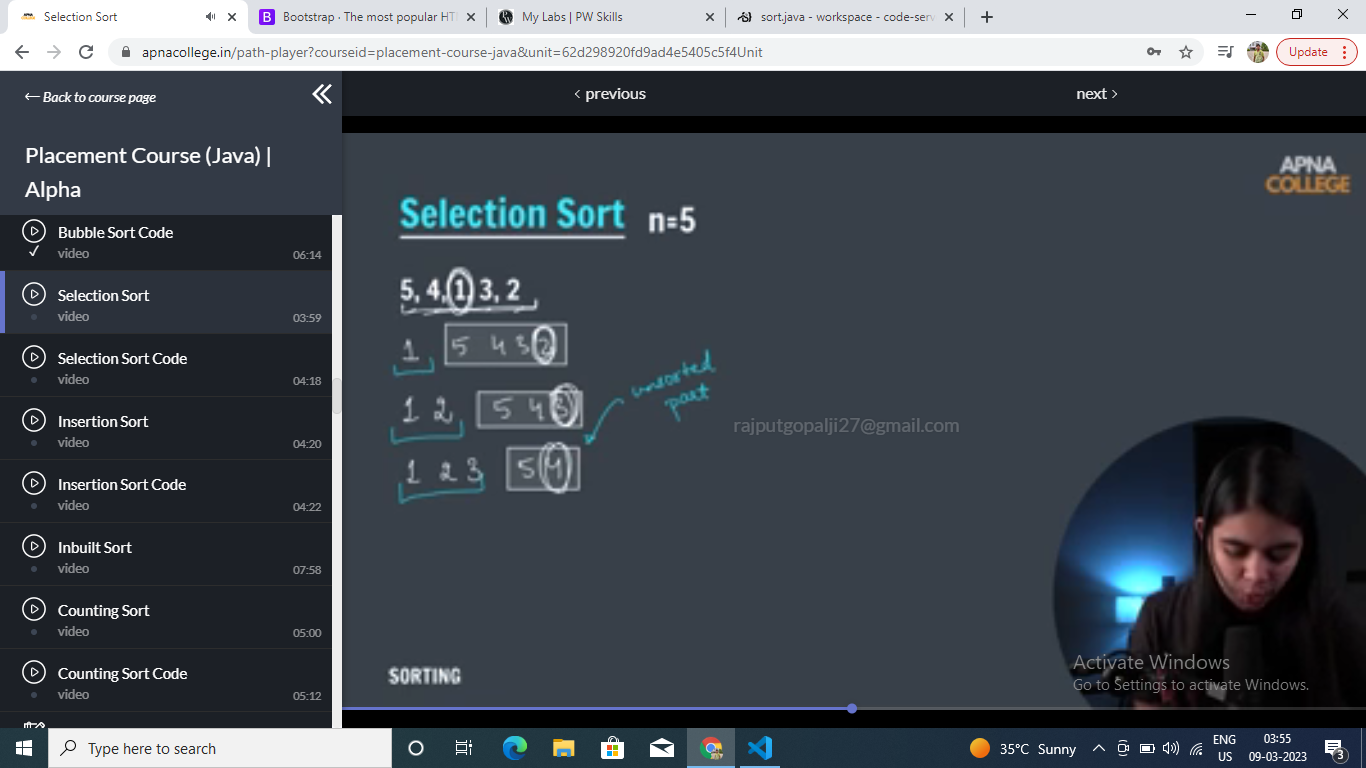 Selection Sort
Bootstrap · The most popular HT
My Labs | PW Skills
sort.java - workspace - code-serv
apnacollege.in/path-player?courseid=placement-course-java&unit=62d298920fd9ad4e5405c5f4Unit
Update
← Back to course page
< previous
next >
Placement Course (Java) |
Alpha
Bubble Sort Code
video 06:14
Selection Sort
video 03:59
Selection Sort Code
video 04:18
Insertion Sort
video 04:20
Insertion Sort Code
video 04:22
Inbuilt Sort
video 07:58
Counting Sort
video 05:00
Counting Sort Code
video 05:12
APNA
COLLEGE
Selection Sort n=5
5, 4, 1, 3, 2
1 5 4 3 2
1 2 5 4 3
unsorted
part
1 2 3 5 4
rajputgopalji27@gmail.com
SORTING
Activate Windows
Go to Settings to activate Windows.
Type here to search
35°C Sunny
ENG
US
03:55
09-03-2023
3